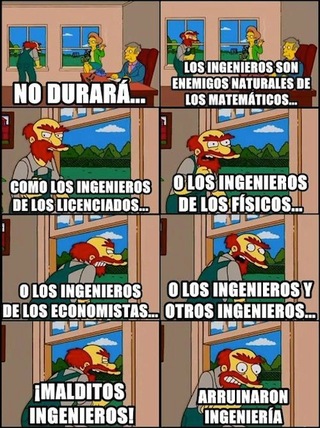 NO DURARÁ...
LOS INGENIEROS SON
ENEMIGOS NATURALES DE
LOS MATEMÁTICOS...
COMO LOS INGENIEROS
DE LOS LICENCIADOS...
O LOS INGENIEROS
DE LOS FÍSICOS...
O LOS INGENIEROS
DE LOS ECONOMISTAS...
O LOS INGENIEROS Y
OTROS INGENIEROS...
¡MALDITOS
INGENIEROS!
ARRUINARON
INGENIERÍA